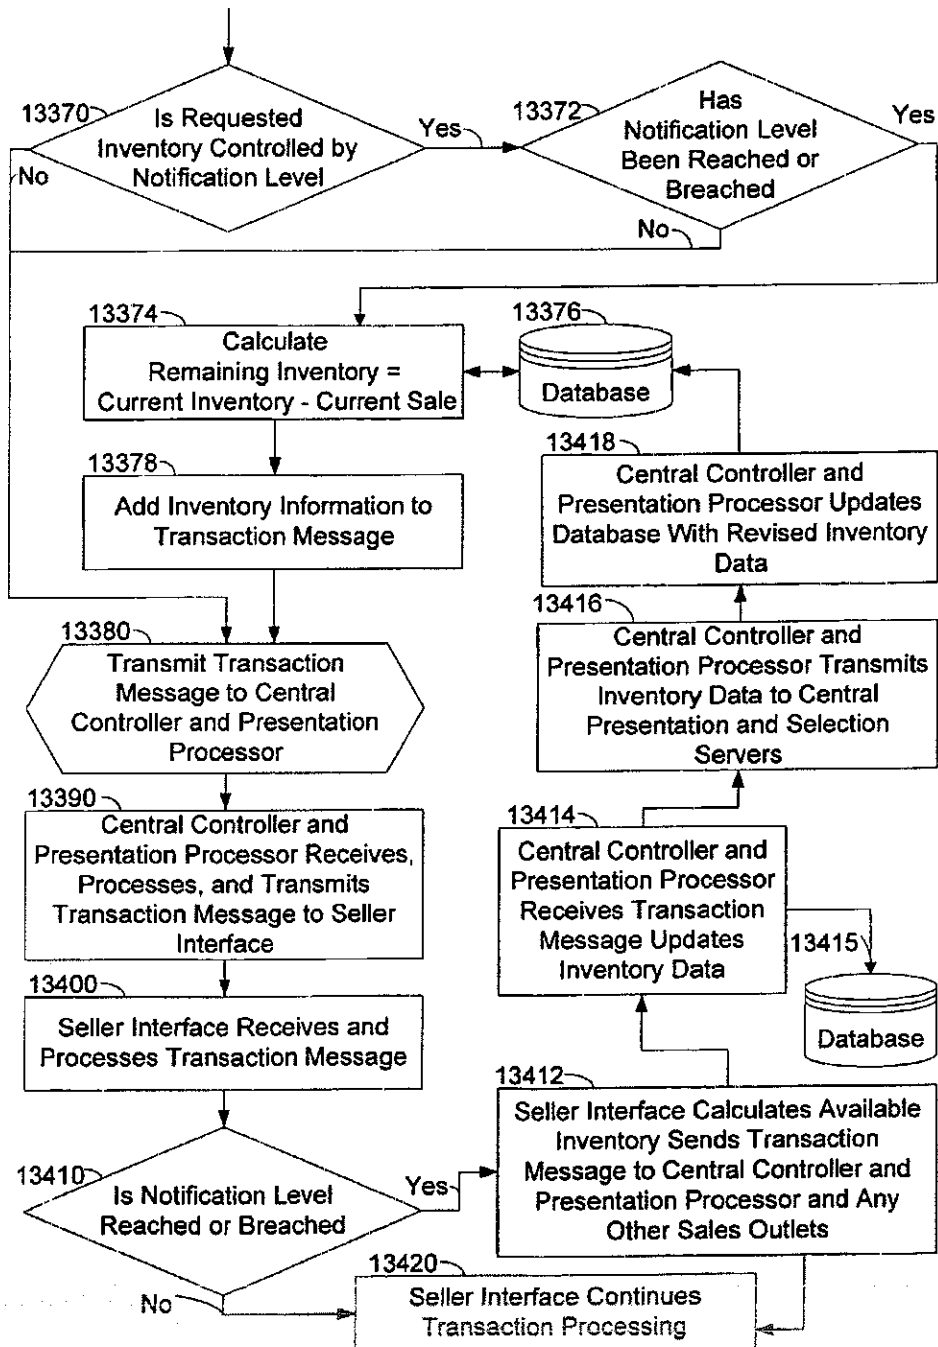 13370
Is Requested
Inventory Controlled by
Notification Level
Yes
No
13372
Has
Notification Level
Been Reached or
Breached
Yes
No
13374
Calculate
Remaining Inventory =
Current Inventory - Current Sale
13376
Database
13378
Add Inventory Information to
Transaction Message
13418
Central Controller and
Presentation Processor Updates
Database With Revised Inventory
Data
13416
Central Controller and
Presentation Processor Transmits
Inventory Data to Central
Presentation and Selection
Servers
13380
Transmit Transaction
Message to Central
Controller and Presentation
Processor
13390
Central Controller and
Presentation Processor Receives,
Processes, and Transmits
Transaction Message to Seller
Interface
13414
Central Controller and
Presentation Processor
Receives Transaction
Message Updates
Inventory Data
13415
Database
13400
Seller Interface Receives and
Processes Transaction Message
13410
Is Notification Level
Reached or Breached
Yes
No
13412
Seller Interface Calculates Available
Inventory Sends Transaction
Message to Central Controller and
Presentation Processor and Any
Other Sales Outlets
13420
Seller Interface Continues
Transaction Processing